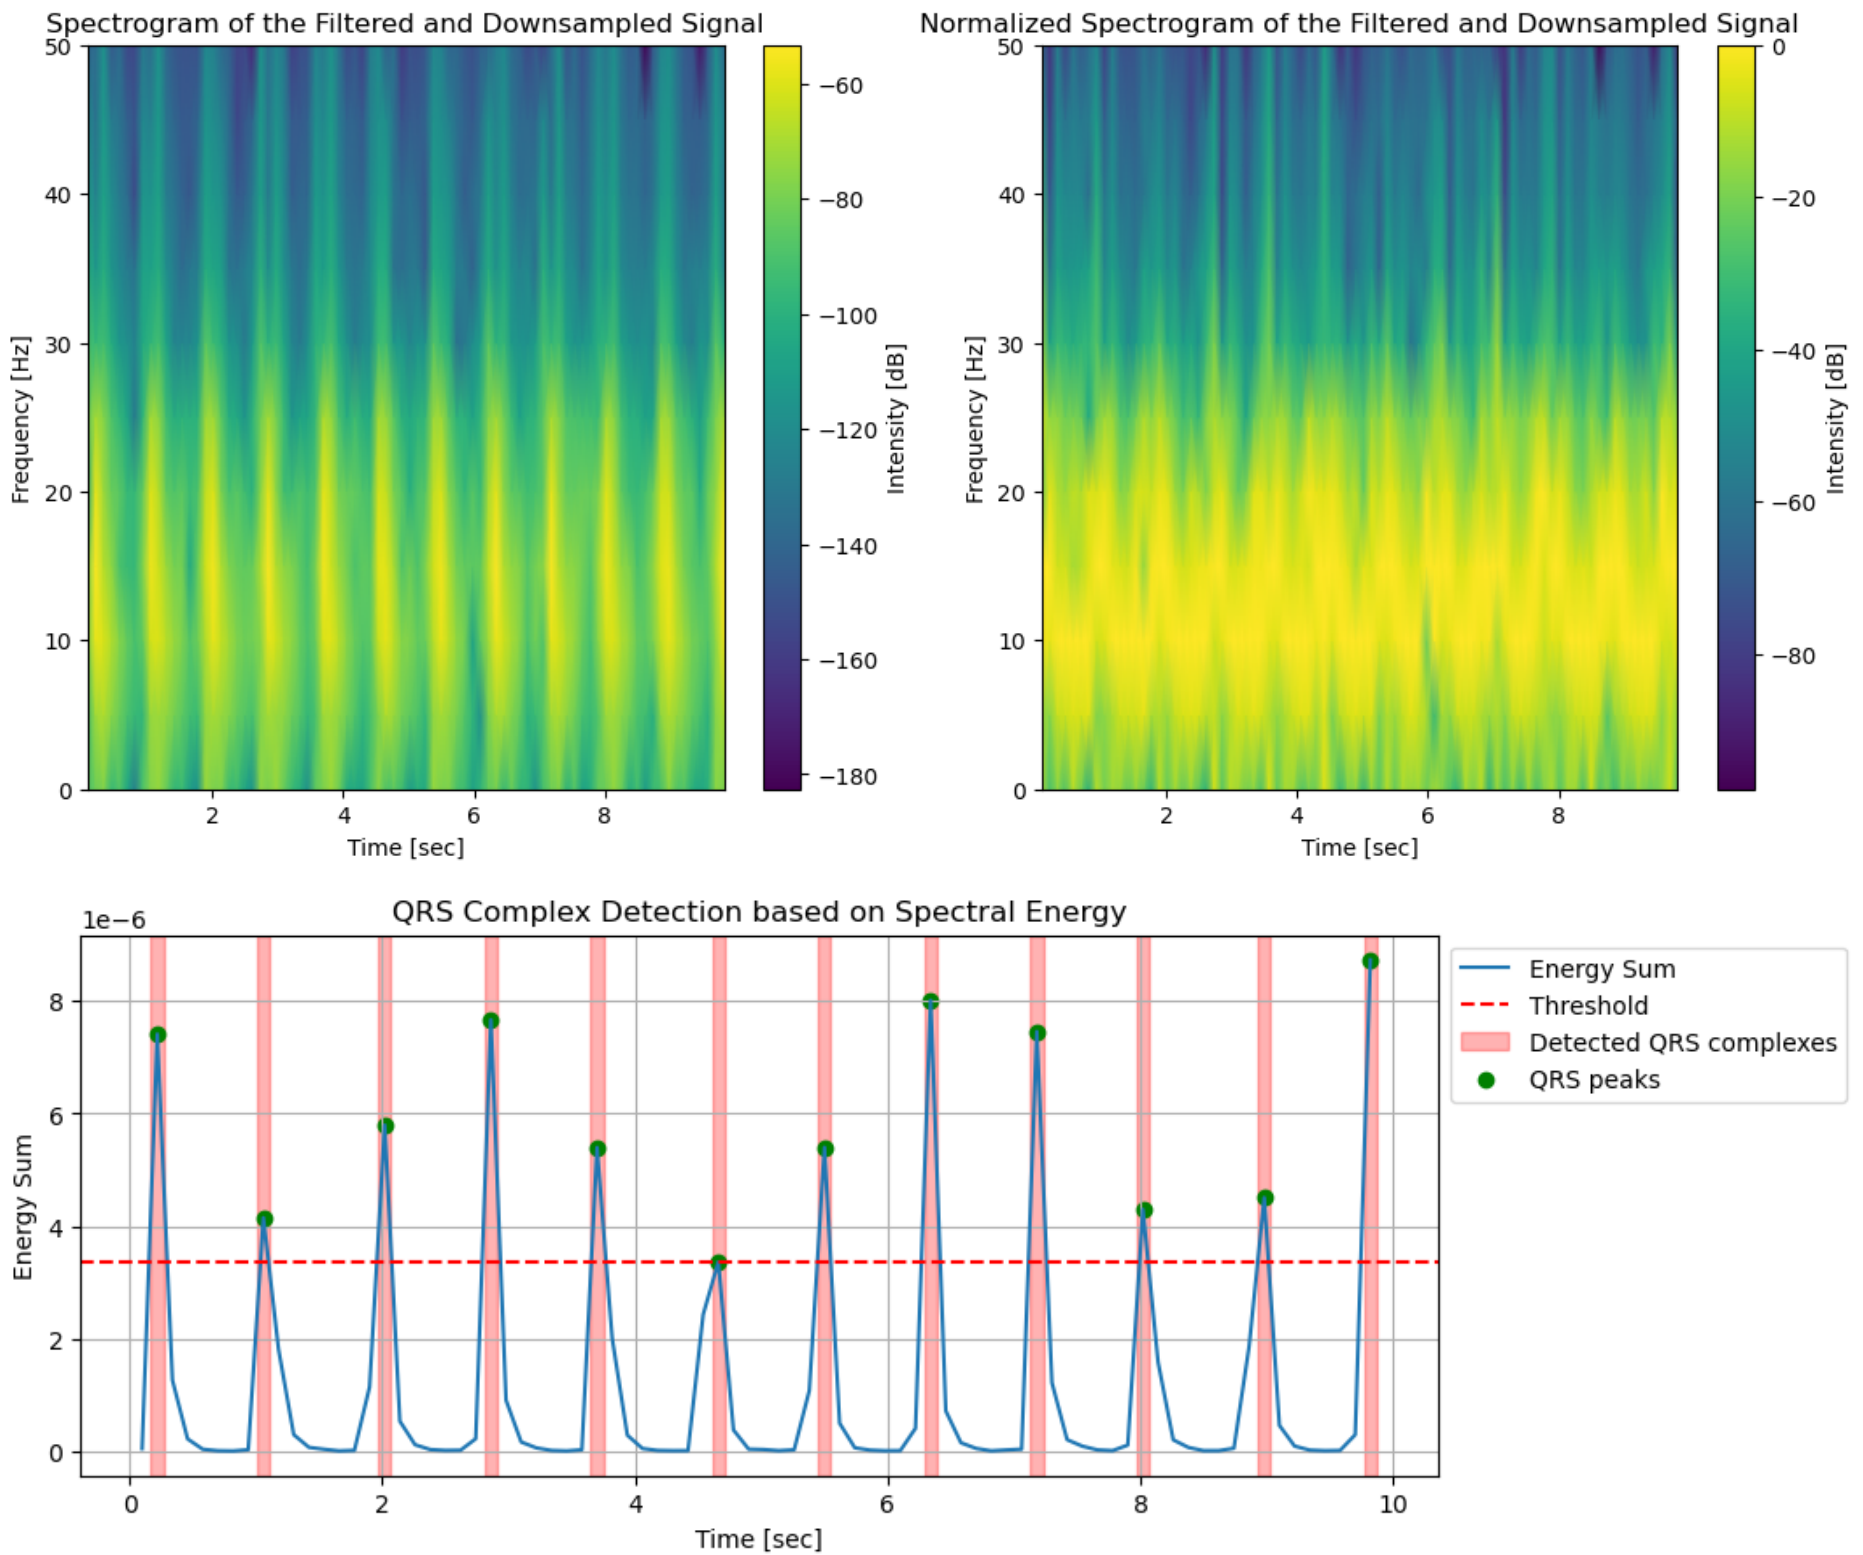 Spectrogram of the Filtered and Downsampled Signal
50
40
30
20
10
0
Frequency [Hz]
2 4 6 8
Time [sec]
−60
−80
−100
−120
−140
−160
−180
Intensity [dB]
Normalized Spectrogram of the Filtered and Downsampled Signal
50
40
30
20
10
0
Frequency [Hz]
2 4 6 8
Time [sec]
0
−20
−40
−60
−80
Intensity [dB]
QRS Complex Detection based on Spectral Energy
1e−6
8
6
4
2
0
Energy Sum
0 2 4 6 8 10
Time [sec]
Energy Sum
Threshold
Detected QRS complexes
QRS peaks